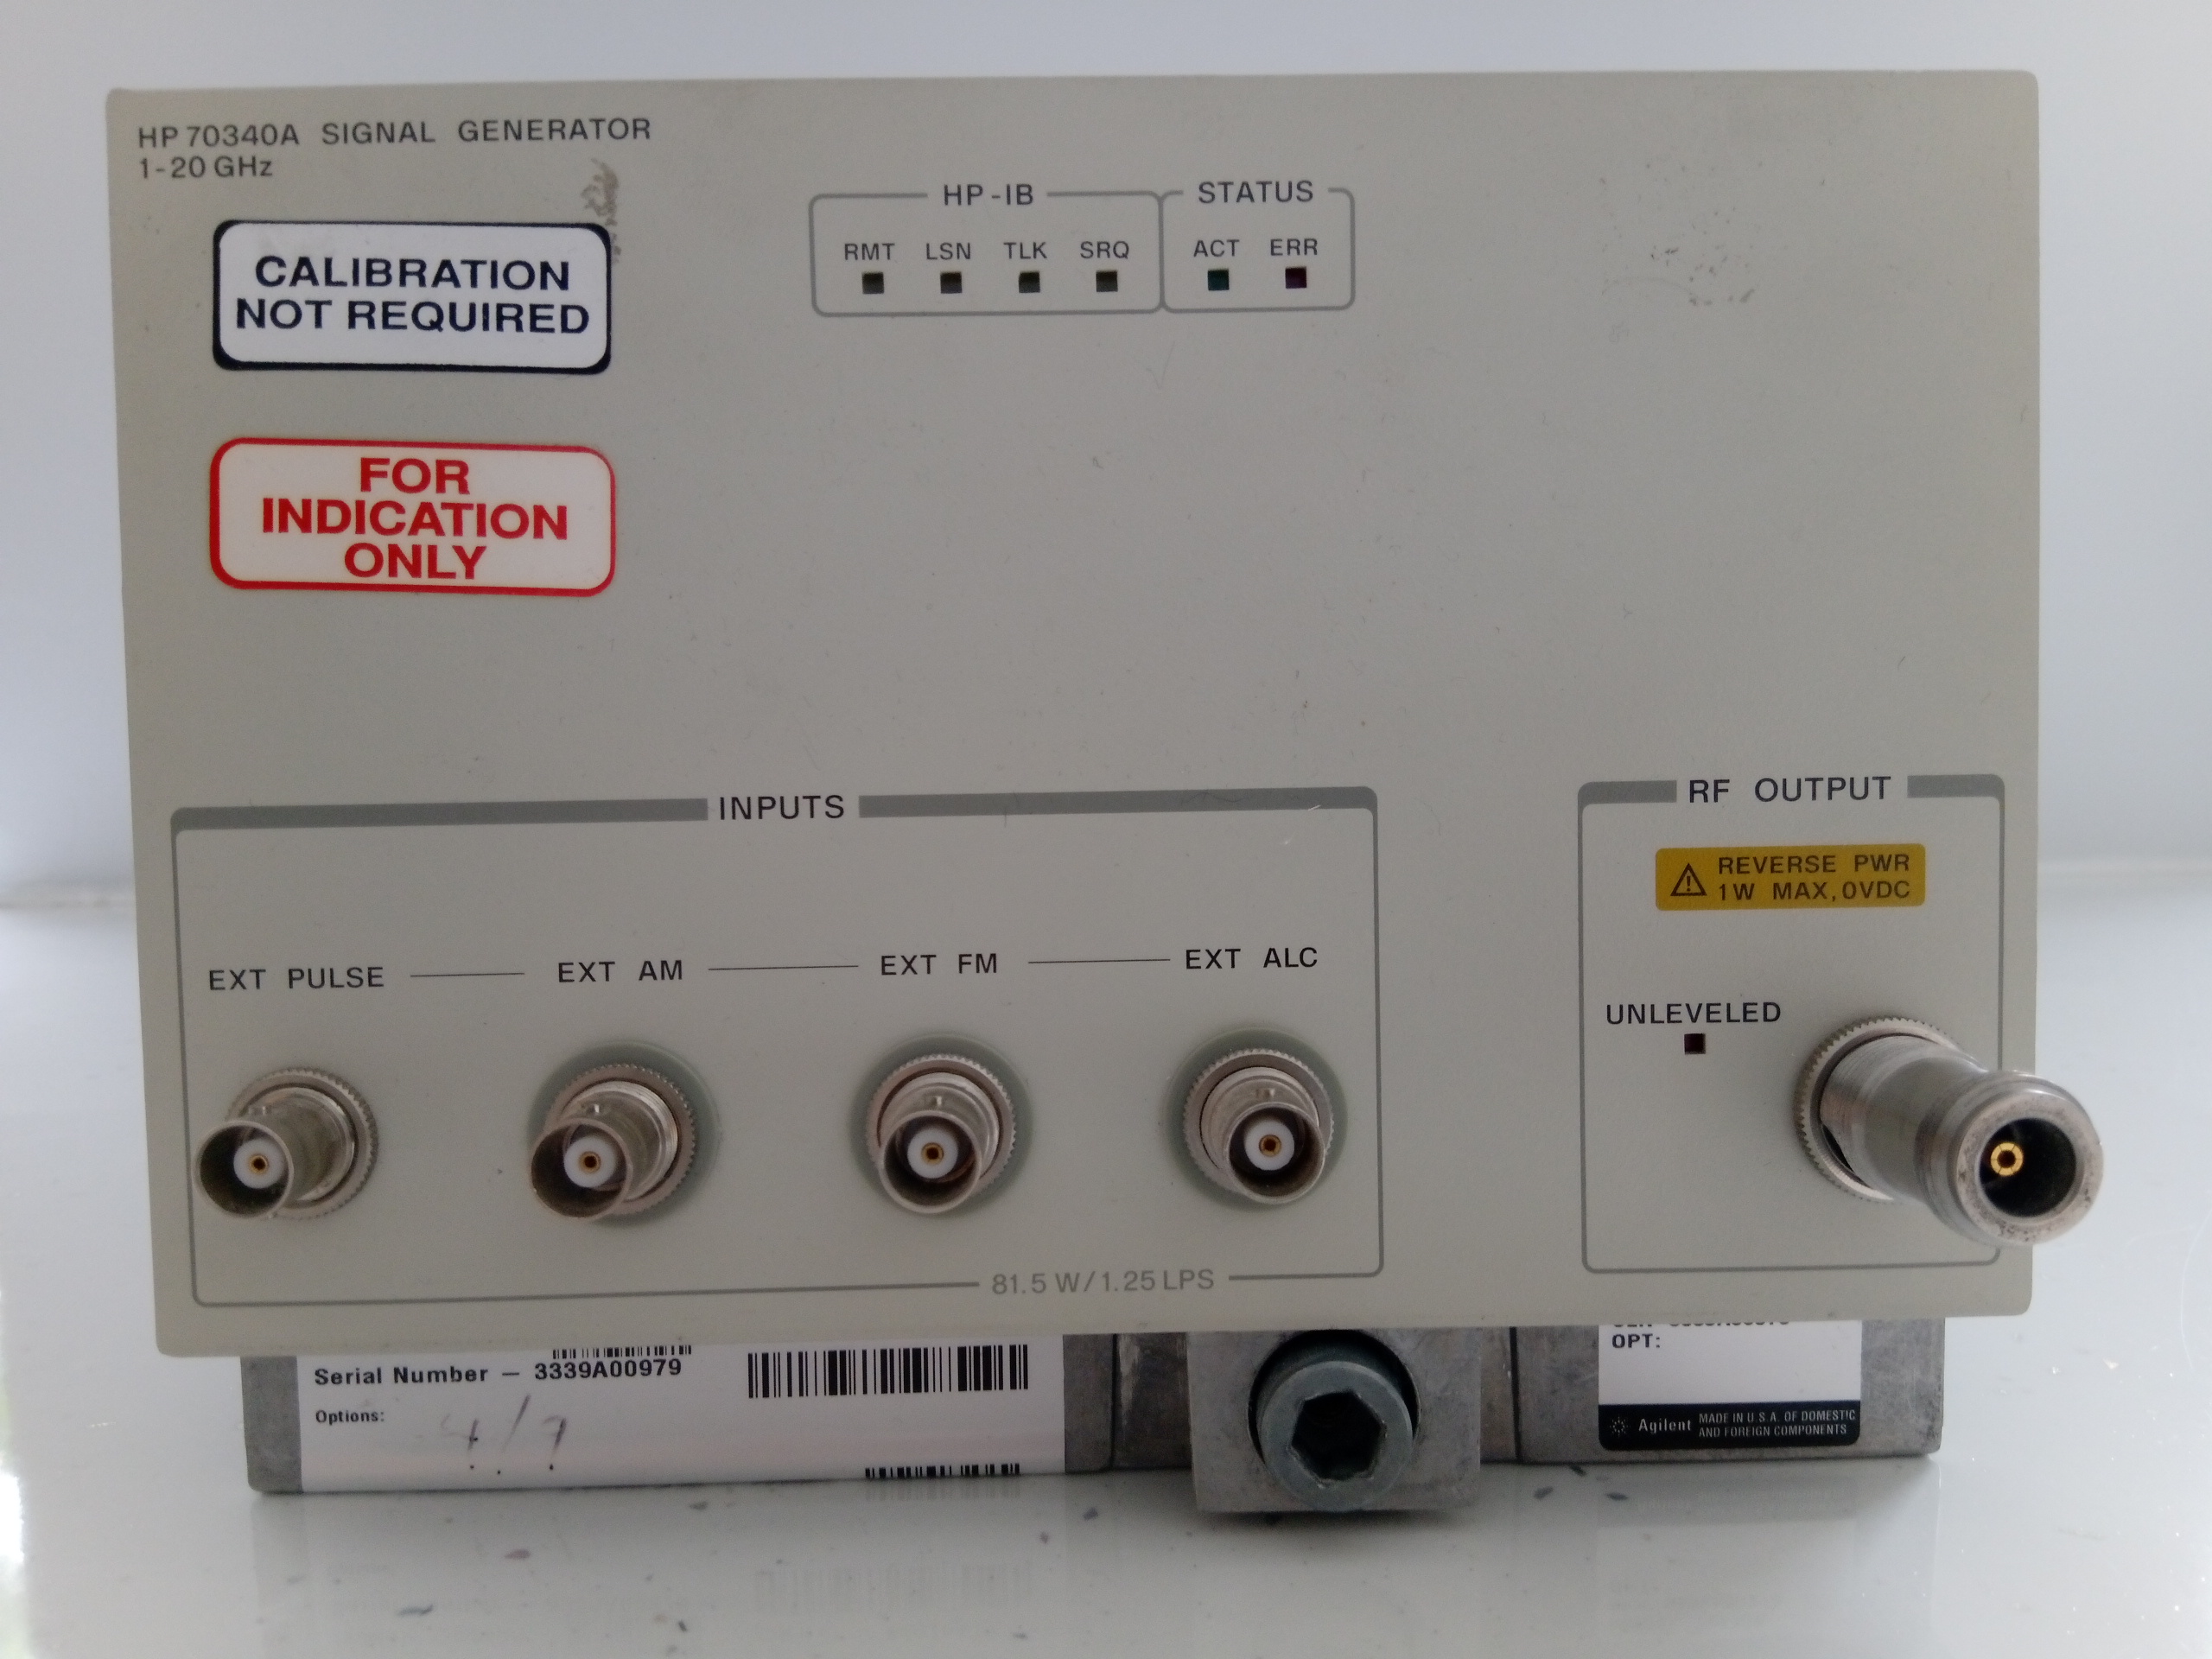 HP 70340A SIGNAL GENERATOR
1-20 GHz
CALIBRATION
NOT REQUIRED
FOR
INDICATION
ONLY
HP-IB
RMT LSN TLK SRQ
STATUS
ACT ERR
INPUTS
EXT PULSE EXT AM EXT FM EXT ALC
81.5 W/1.25 LPS
RF OUTPUT
REVERSE PWR
1W MAX, 0VDC
UNLEVELED
Serial Number – 3339A00979
Options:
4/7
OPT:
Agilent
MADE IN U.S.A. OF DOMESTIC
AND FOREIGN COMPONENTS